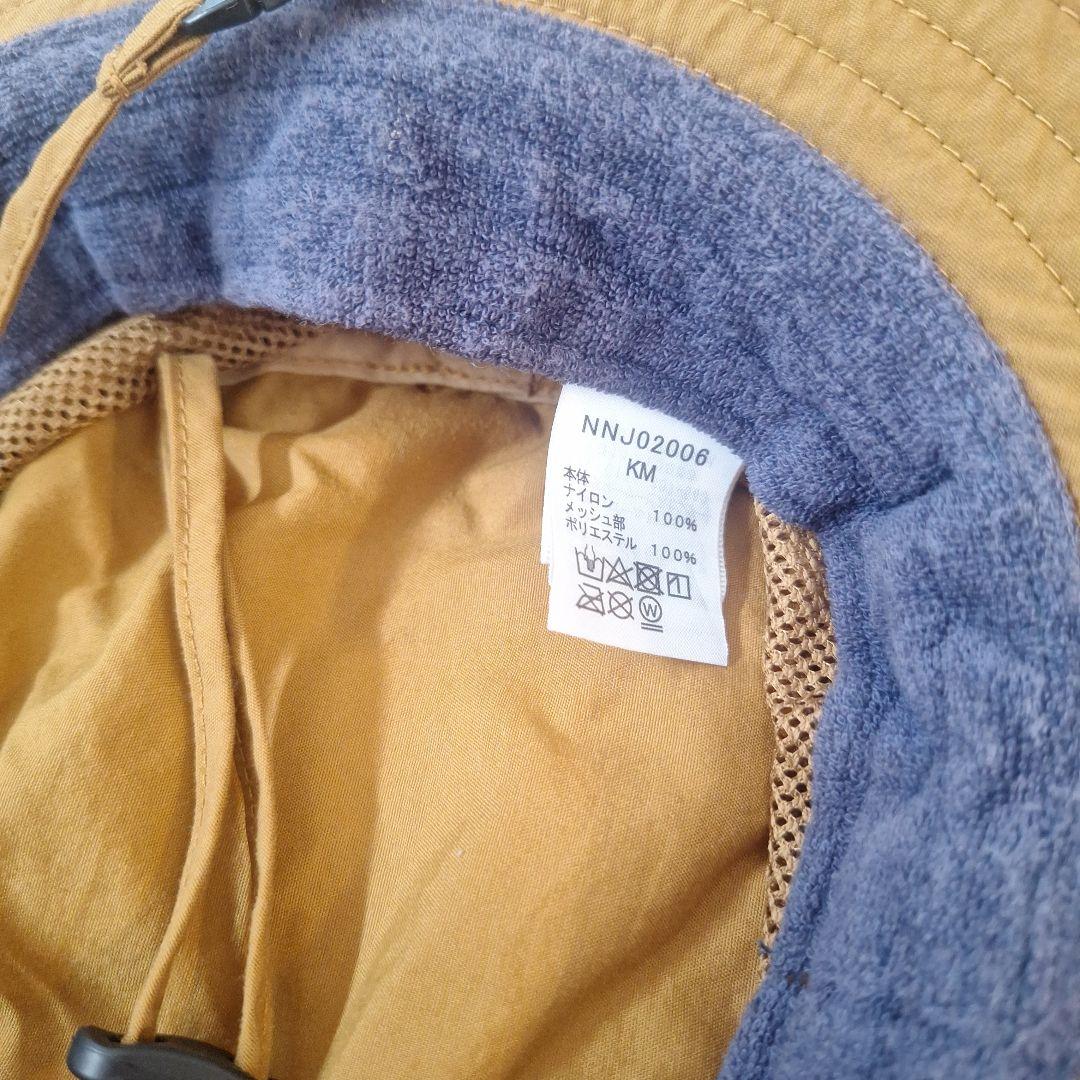 NNJ02006
KM
本体
ナイロン 100%
メッシュ部
ポリエステル 100%
W